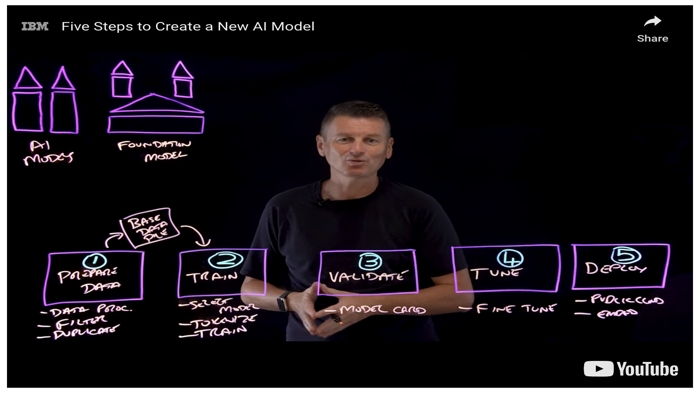 IBM
Five Steps to Create a New AI Model
Share
AI
MODELS
FOUNDATION
MODEL
BASE
DATA
PILE
1
PREPARE
DATA
- DATA PROC.
- FILTER
- DUPLICATE
2
TRAIN
- SELECT
MODEL
- TOKENIZE
- TRAIN
3
VALIDATE
- MODEL CARD
4
TUNE
- FINE TUNE
5
DEPLOY
- PUBLIC CLOUD
- EMBED
YouTube